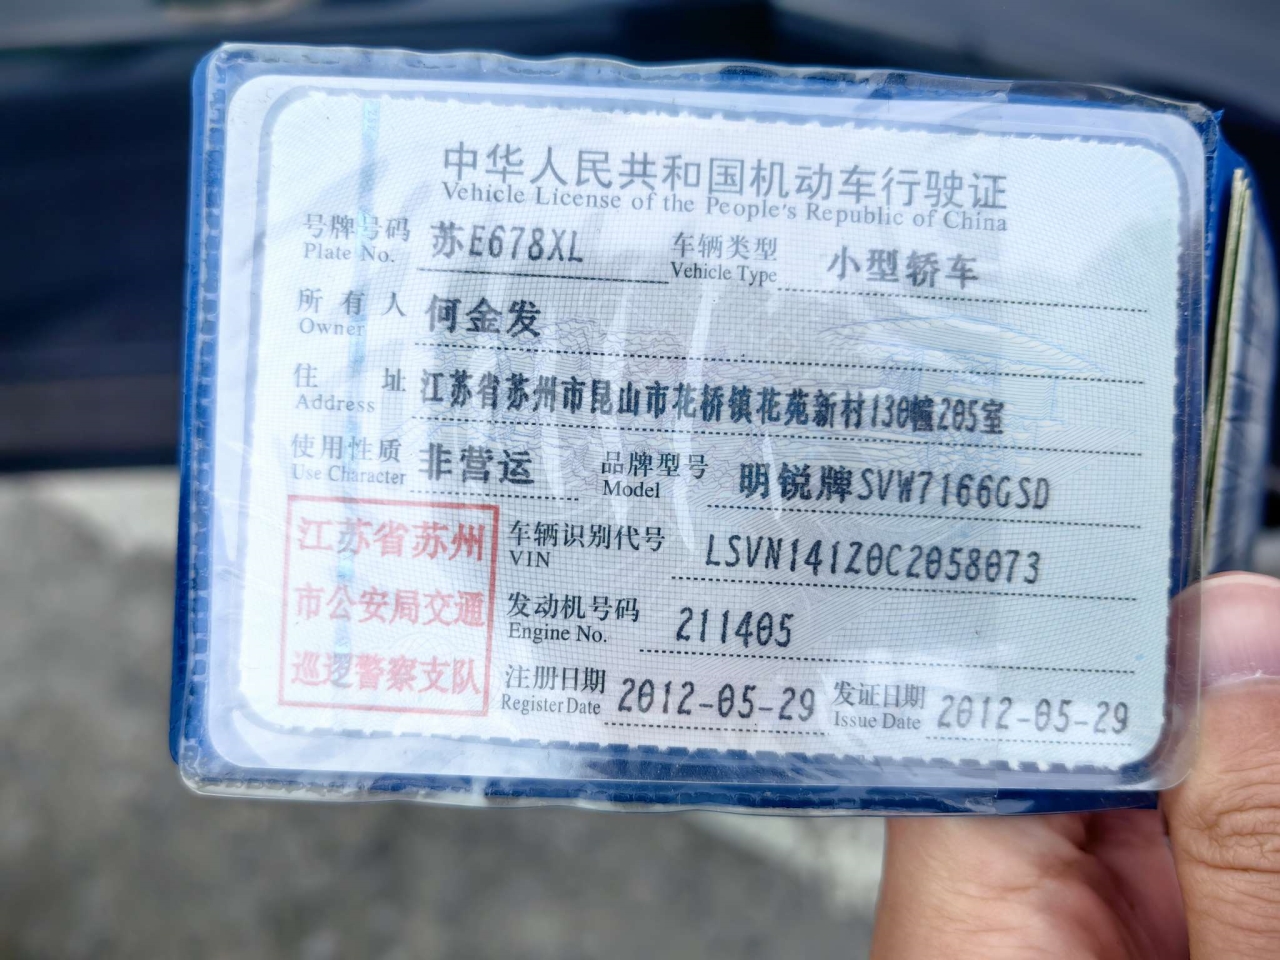 中华人民共和国机动车行驶证
Vehicle License of the People's Republic of China
号牌号码 苏E678XL 车辆类型 小型轿车
Plate No. Vehicle Type
所有人 何金发
Owner
住址 江苏省苏州市昆山市花桥镇花苑新村130幢205室
Address
使用性质 非营运 品牌型号 明锐牌SVW7166GSD
Use Character Model
江苏省苏州
市公安局交通
巡逻警察支队
车辆识别代号 LSVN141Z0C2058073
VIN
发动机号码 211405
Engine No.
注册日期 2012-05-29 发证日期 2012-05-29
Register Date Issue Date